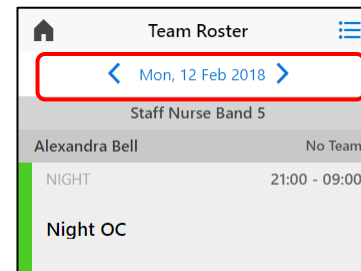 Team Roster
Mon, 12 Feb 2018
Staff Nurse Band 5
Alexandra Bell No Team
NIGHT 21:00 - 09:00
Night OC